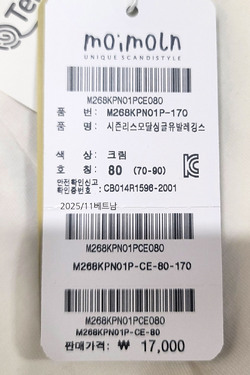 Te
moimoln
UNIQUE SCANDISTYLE
M268KPN01PCE080
품 번: M268KPN01P-170
품 명: 시즌리스모달싱글유발레깅스
색 상: 크림
호 칭: 80 (70-90)
안전확인신고
확인증번호: CB014R1596-2001
2025/11베트남
M268KPN01PCE080
M268KPN01P-CE-80-170
M268KPN01PCE080
M268KPN01P-CE-80
판매가격: ₩ 17,000